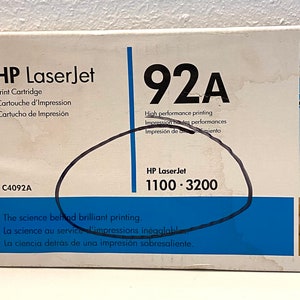 HP LaserJet
Print Cartridge
Cartouche d'Impression
Cartucho de Impresión
C4092A
92A
High performance printing
Impression hautes performances
Impresión de
HP LaserJet
1100 · 3200
The science behind brilliant printing.
La science au service d'impressions inégalables.
La ciencia detrás de una impresión sobresaliente.